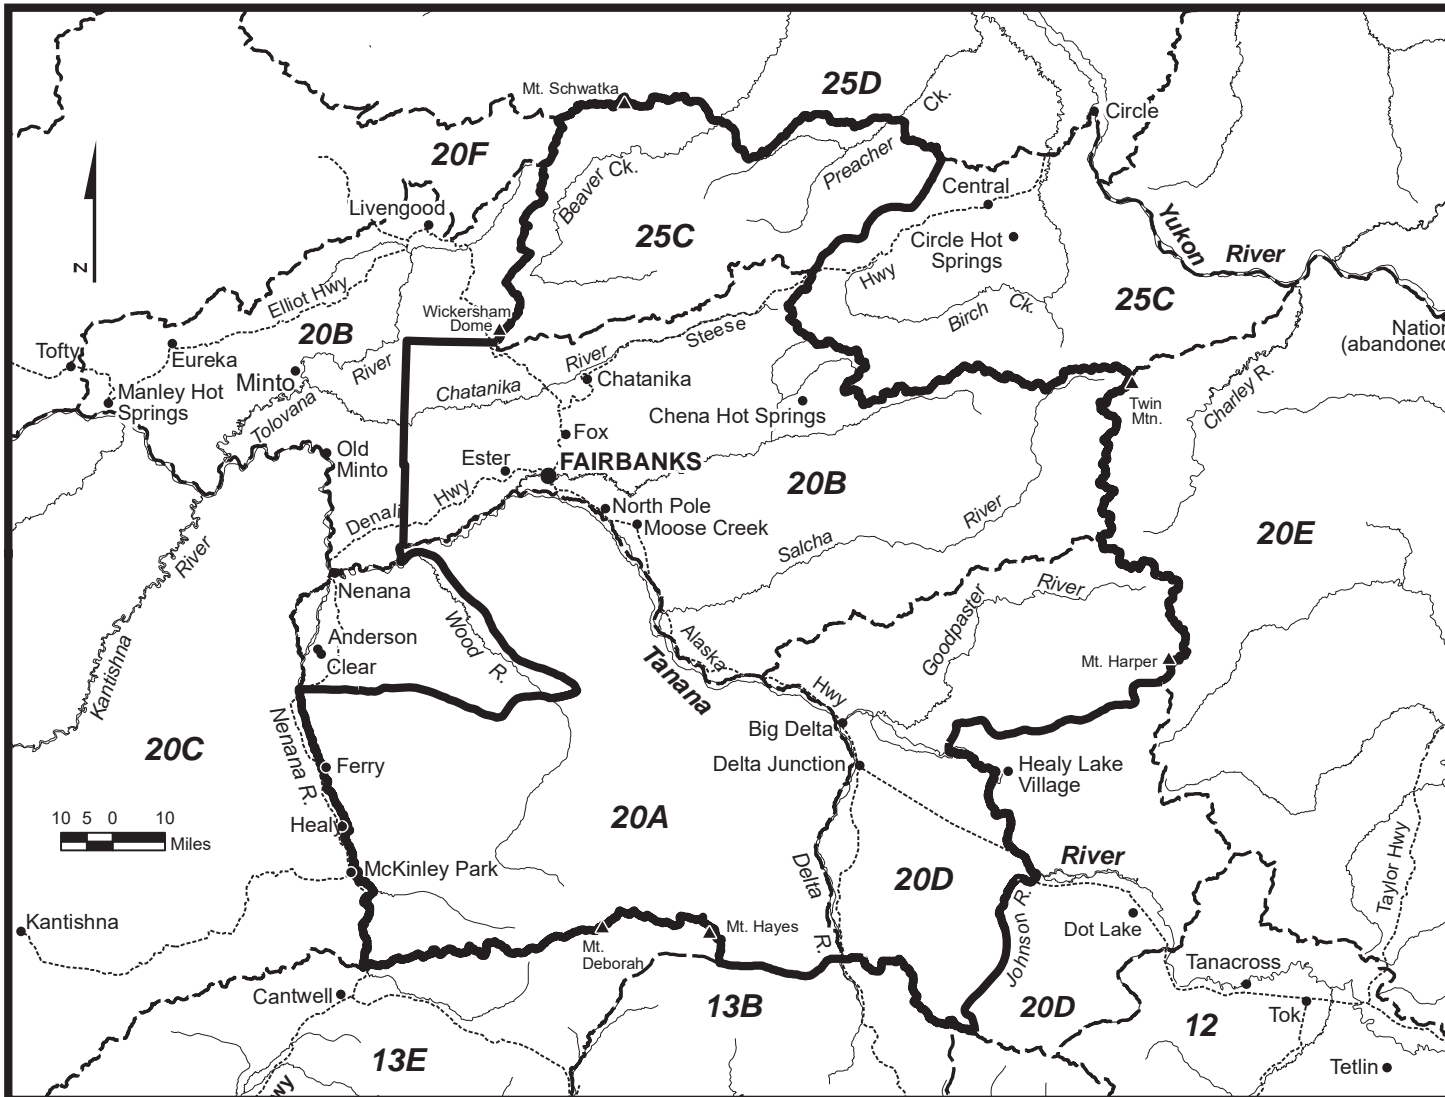 Mt. Schwatka
25D
Ck.
Circle
20F
Beaver Ck.
Preacher
Central
Livengood
25C
Circle Hot
Springs
Yukon
River
N
Elliot Hwy
Wickersham
Dome
Hwy
Birch Ck.
25C
20B
River
Steese
River
Nation
(abandoned
Tofty
Eureka
Minto
Chatanika
Chatanika
Manley Hot
Springs
Tolovana
Chena Hot Springs
Twin
Mtn.
Charley R.
Old
Minto
Fox
Ester
FAIRBANKS
20B
Hwy
Denali
North Pole
Moose Creek
Salcha
River
20E
River
Nenana
Goodpaster
River
Wood R.
Anderson
Clear
Alaska
Hwy
Mt. Harper
Kantishna
Tanana
Nenana R.
20C
Big Delta
Delta Junction
Healy Lake
Village
Ferry
10 5 0 10
Miles
Healy
20A
McKinley Park
Delta R.
20D
River
Taylor Hwy
Kantishna
Johnson R.
Dot Lake
Mt.
Deborah
Mt. Hayes
Tanacross
Cantwell
13B
20D
12
Tok
13E
Tetlin
wy